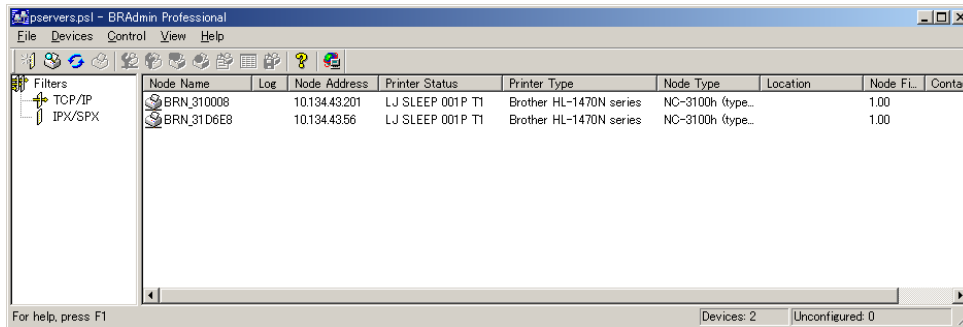 pservers.psl - BRAdmin Professional
File Devices Control View Help
Filters
TCP/IP
IPX/SPX
Node Name Log Node Address Printer Status Printer Type Node Type Location Node Fi... Conta
BRN_310008 10.134.43.201 LJ SLEEP 001P T1 Brother HL-1470N series NC-3100h (type... 1.00
BRN_31D6E8 10.134.43.56 LJ SLEEP 001P T1 Brother HL-1470N series NC-3100h (type... 1.00
For help, press F1 Devices: 2 Unconfigured: 0